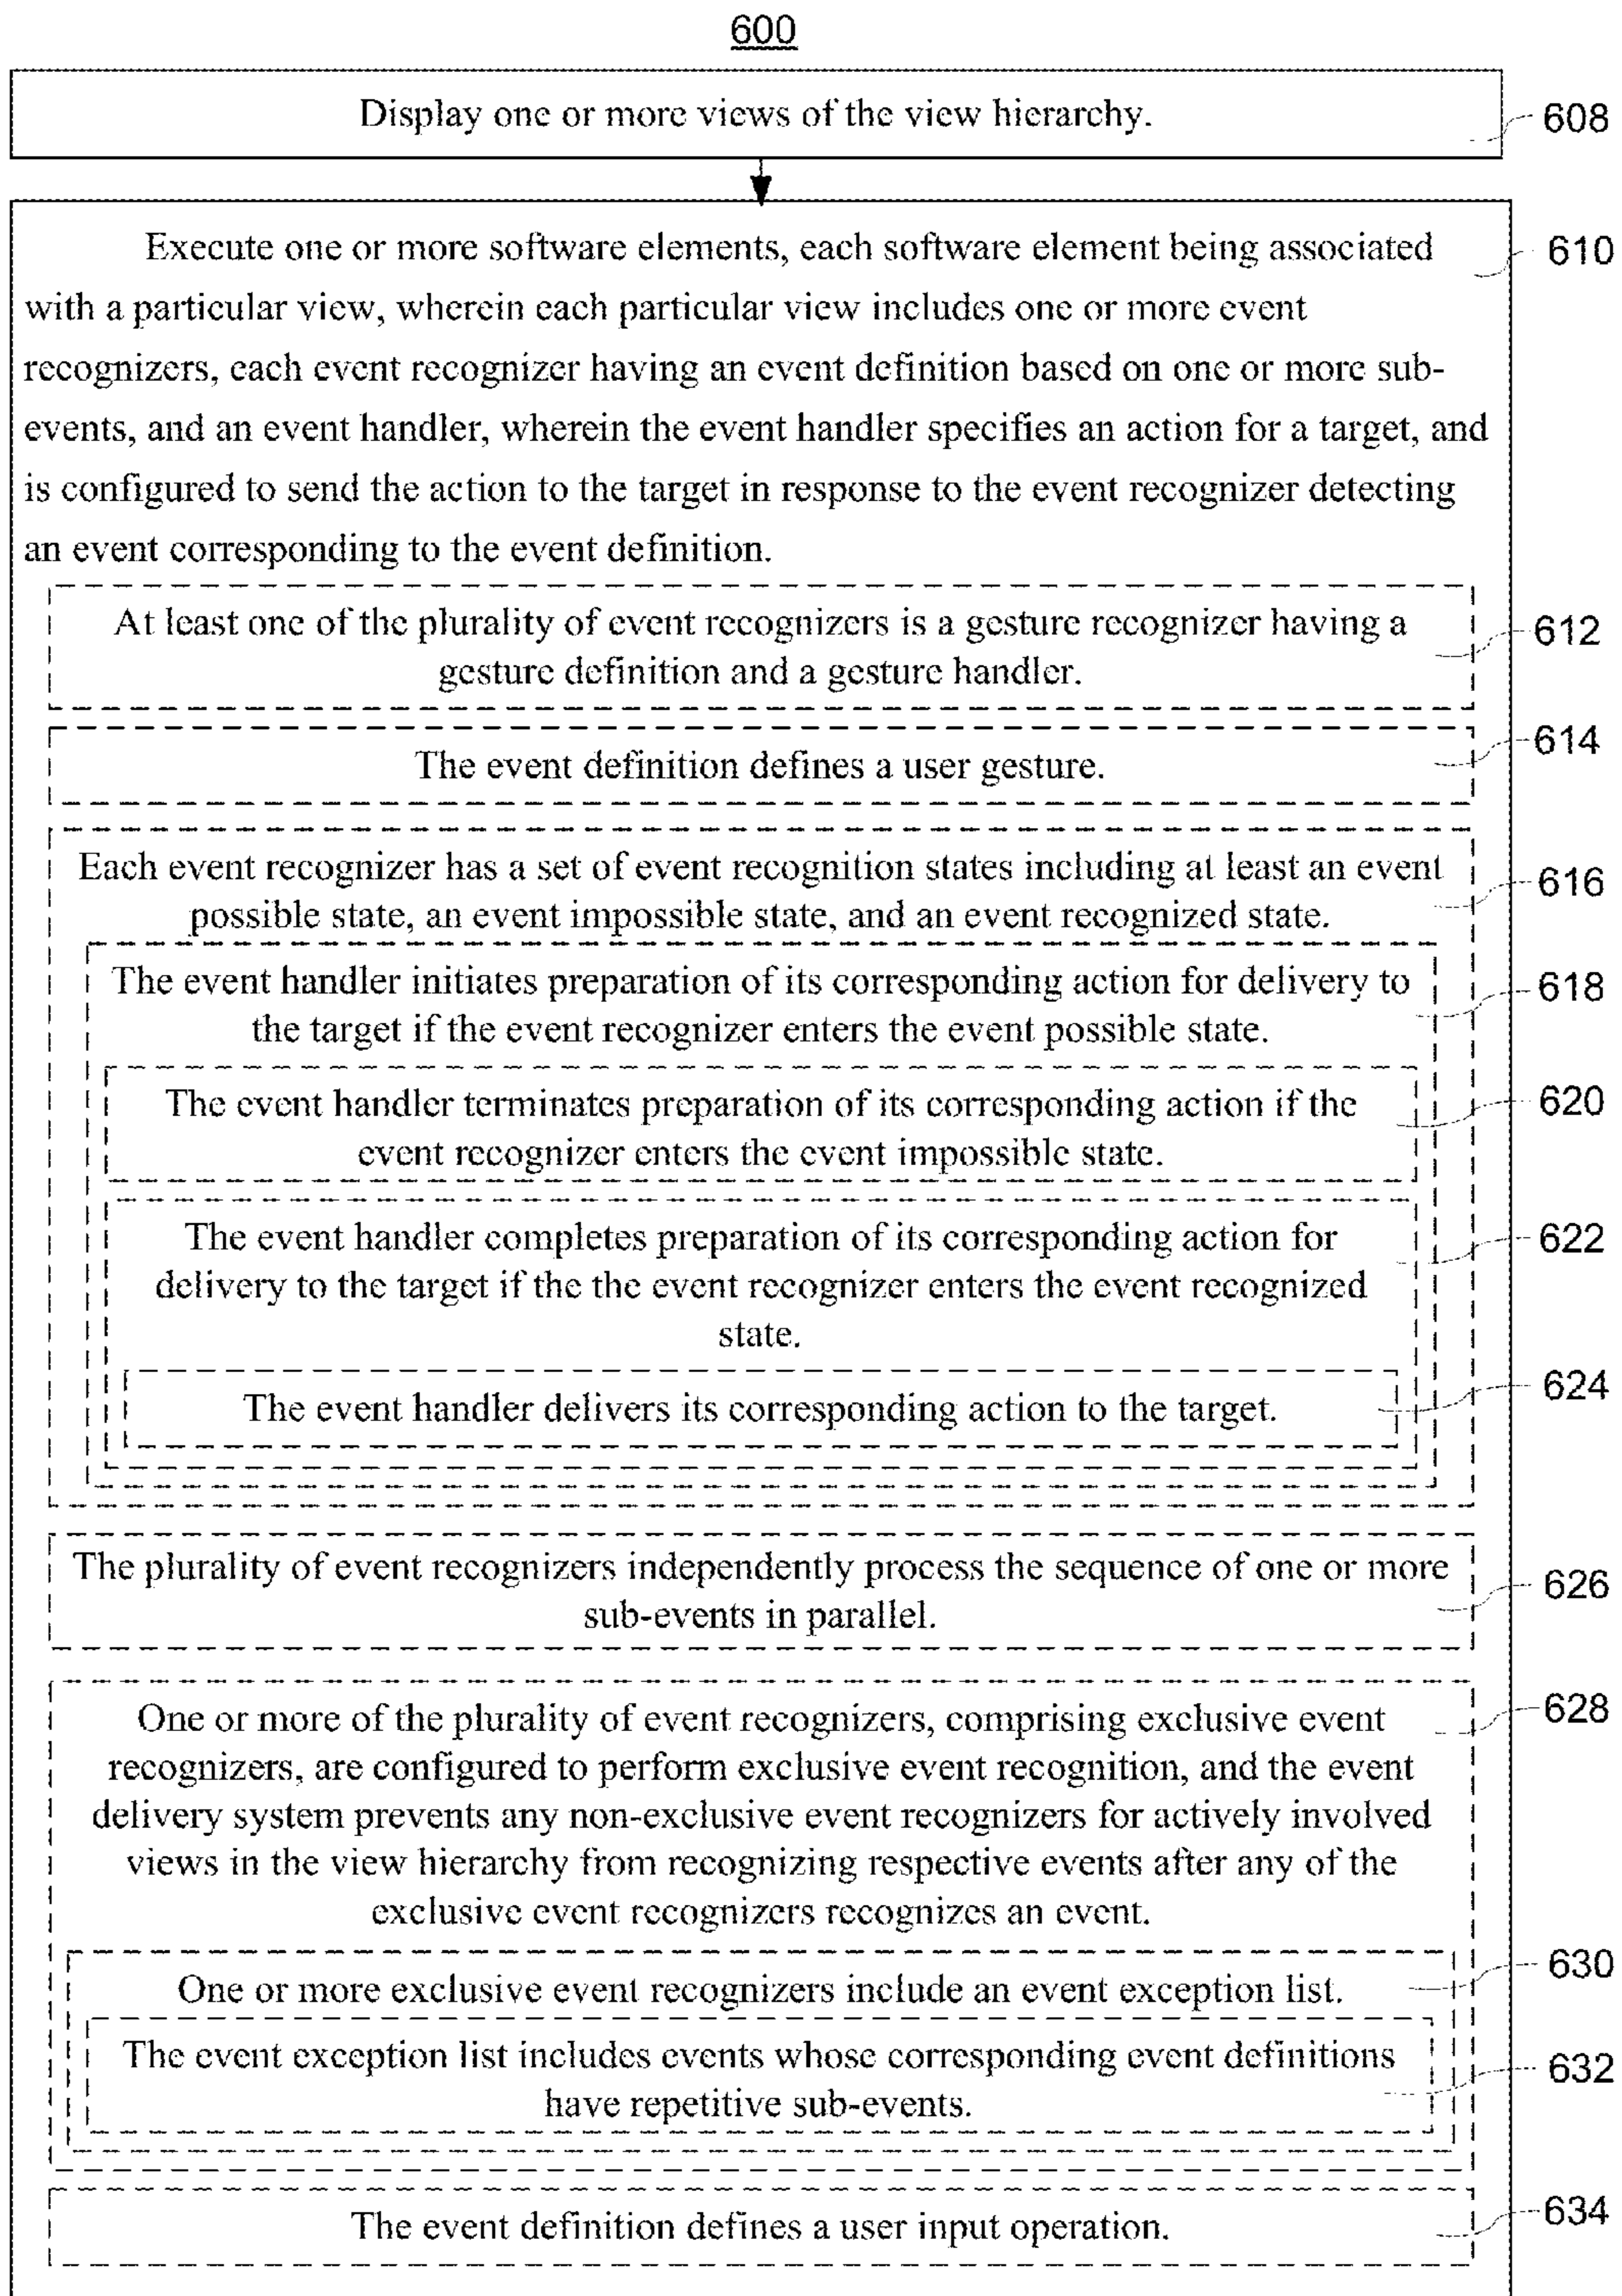 600
Display one or more views of the view hierarchy.
608
Execute one or more software elements, each software element being associated
610
with a particular view, wherein each particular view includes one or more event
recognizers, each event recognizer having an event definition based on one or more sub-
events, and an event handler, wherein the event handler specifies an action for a target, and
is configured to send the action to the target in response to the event recognizer detecting
an event corresponding to the event definition.
At least one of the plurality of event recognizers is a gesture recognizer having a
612
gesture definition and a gesture handler.
614
The event definition defines a user gesture.
Each event recognizer has a set of event recognition states including at least an event
616
possible state, an event impossible state, and an event recognized state.
The event handler initiates preparation of its corresponding action for delivery to
618
the target if the event recognizer enters the event possible state.
The event handler terminates preparation of its corresponding action if the
620
event recognizer enters the event impossible state.
The event handler completes preparation of its corresponding action for
622
delivery to the target if the the event recognizer enters the event recognized
state.
624
The event handler delivers its corresponding action to the target.
The plurality of event recognizers independently process the sequence of one or more
626
sub-events in parallel.
One or more of the plurality of event recognizers, comprising exclusive event
628
recognizers, are configured to perform exclusive event recognition, and the event
delivery system prevents any non-exclusive event recognizers for actively involved
views in the view hierarchy from recognizing respective events after any of the
exclusive event recognizers recognizes an event.
630
One or more exclusive event recognizers include an event exception list.
The event exception list includes events whose corresponding event definitions
632
have repetitive sub-events.
634
The event definition defines a user input operation.